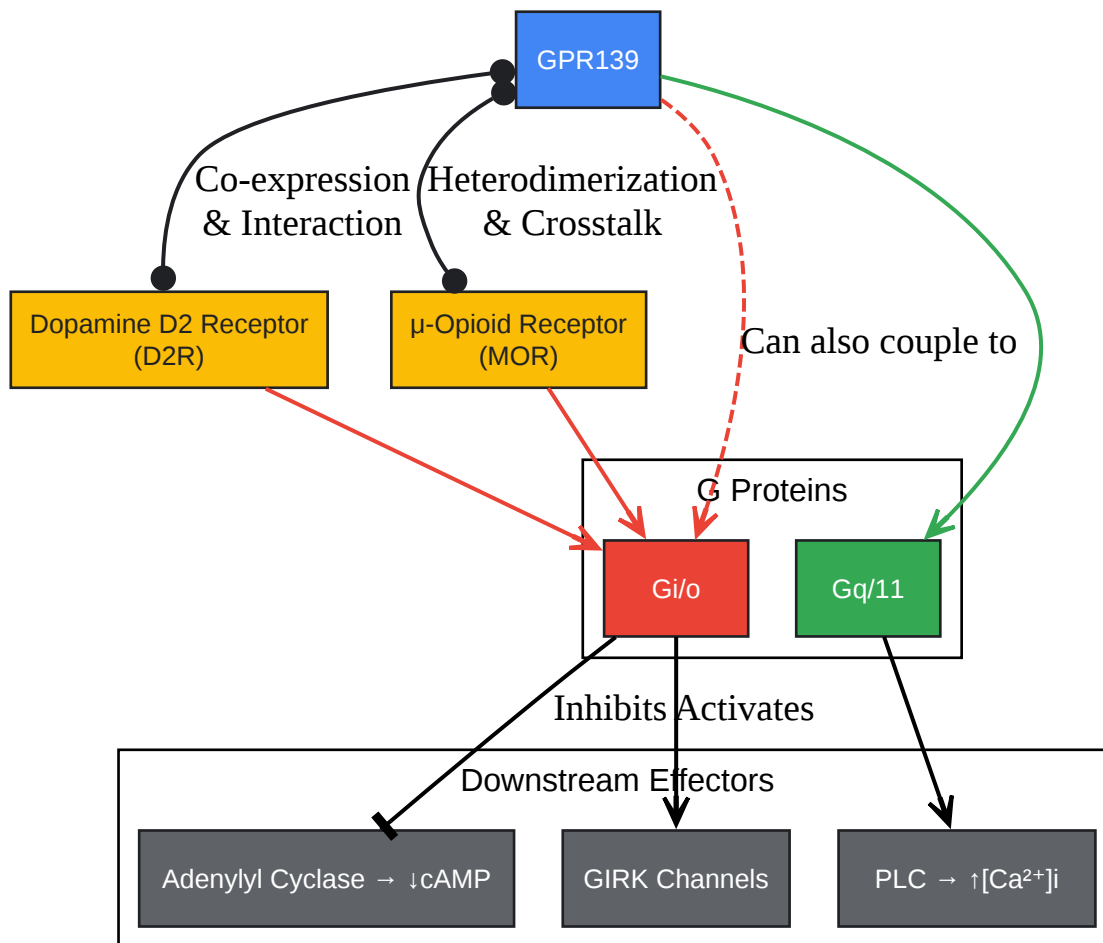 GPR139
Co-expression
& Interaction
Heterodimerization
& Crosstalk
Dopamine D2 Receptor
(D2R)
μ-Opioid Receptor
(MOR)
Can also couple to
G Proteins
Gi/o
Gq/11
Inhibits
Activates
Downstream Effectors
Adenylyl Cyclase → ↓cAMP
GIRK Channels
PLC → ↑[Ca²⁺]i